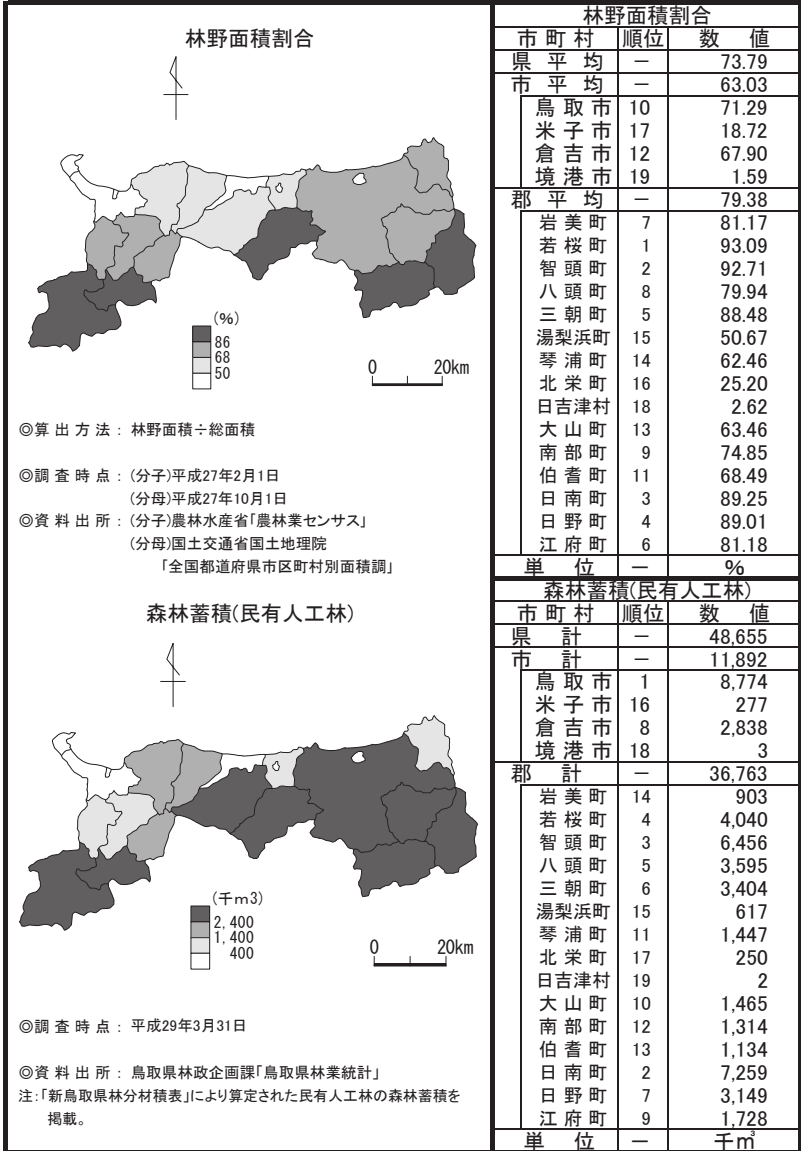 林野面積割合
(%)
86
68
50
0 20km
◎算出方法：林野面積÷総面積
◎調査時点：(分子)平成27年2月1日
(分母)平成27年10月1日
◎資料出所：(分子)農林水産省「農林業センサス」
(分母)国土交通省国土地理院
「全国都道府県市区町村別面積調」
林野面積割合
市町村 順位 数値
県平均 － 73.79
市平均 － 63.03
鳥取市 10 71.29
米子市 17 18.72
倉吉市 12 67.90
境港市 19 1.59
郡平均 － 79.38
岩美町 7 81.17
若桜町 1 93.09
智頭町 2 92.71
八頭町 8 79.94
三朝町 5 88.48
湯梨浜町 15 50.67
琴浦町 14 62.46
北栄町 16 25.20
日吉津村 18 2.62
大山町 13 63.46
南部町 9 74.85
伯耆町 11 68.49
日南町 3 89.25
日野町 4 89.01
江府町 6 81.18
単位 － %
森林蓄積(民有人工林)
(千m3)
2,400
1,400
400
0 20km
◎調査時点：平成29年3月31日
◎資料出所：鳥取県林政企画課「鳥取県林業統計」
注:「新鳥取県林分材積表」により算定された民有人工林の森林蓄積を
掲載。
森林蓄積(民有人工林)
市町村 順位 数値
県計 － 48,655
市計 － 11,892
鳥取市 1 8,774
米子市 16 277
倉吉市 8 2,838
境港市 18 3
郡計 － 36,763
岩美町 14 903
若桜町 4 4,040
智頭町 3 6,456
八頭町 5 3,595
三朝町 6 3,404
湯梨浜町 15 617
琴浦町 11 1,447
北栄町 17 250
日吉津村 19 2
大山町 10 1,465
南部町 12 1,314
伯耆町 13 1,134
日南町 2 7,259
日野町 7 3,149
江府町 9 1,728
単位 － 千㎥